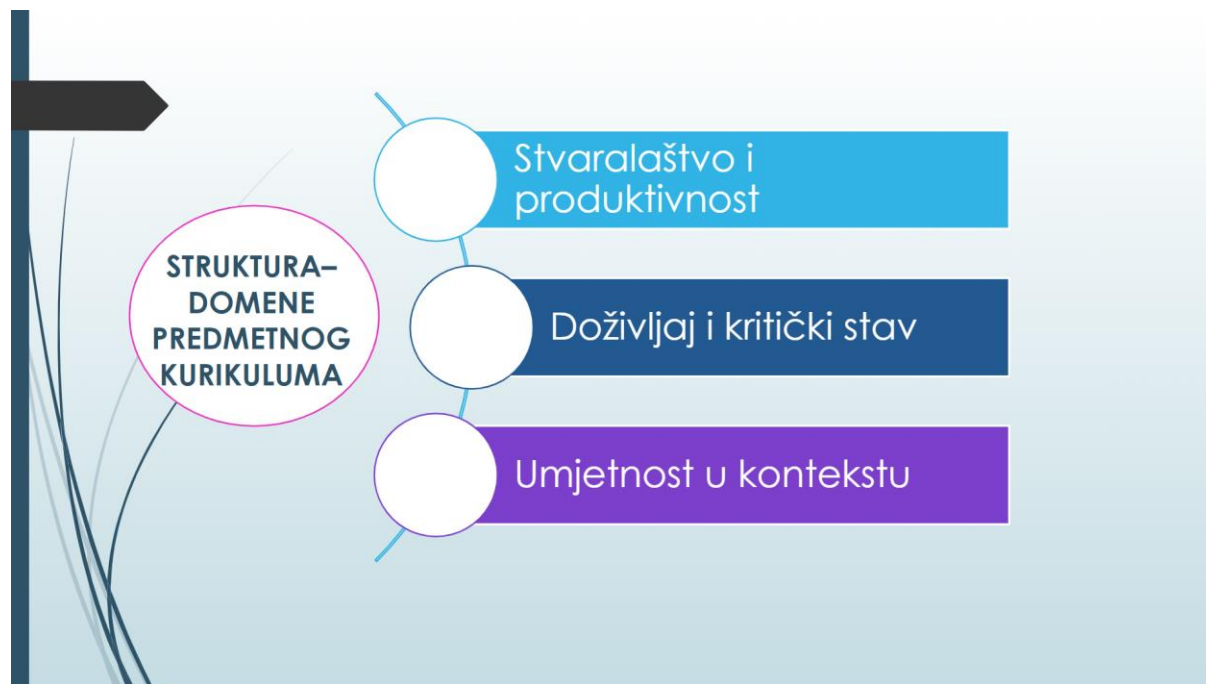 STRUKTURA–
DOMENE
PREDMETNOG
KURIKULUMA
Stvaralaštvo i
produktivnost
Doživljaj i kritički stav
Umjetnost u kontekstu